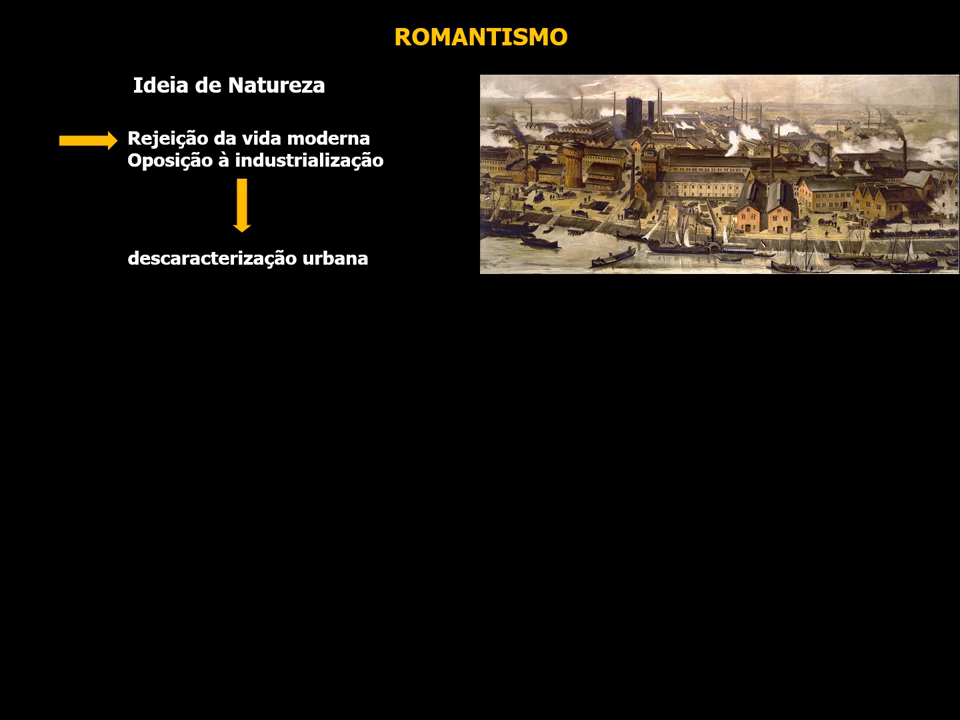 ROMANTISMO
Ideia de Natureza
Rejeição da vida moderna
Oposição à industrialização
descaracterização urbana